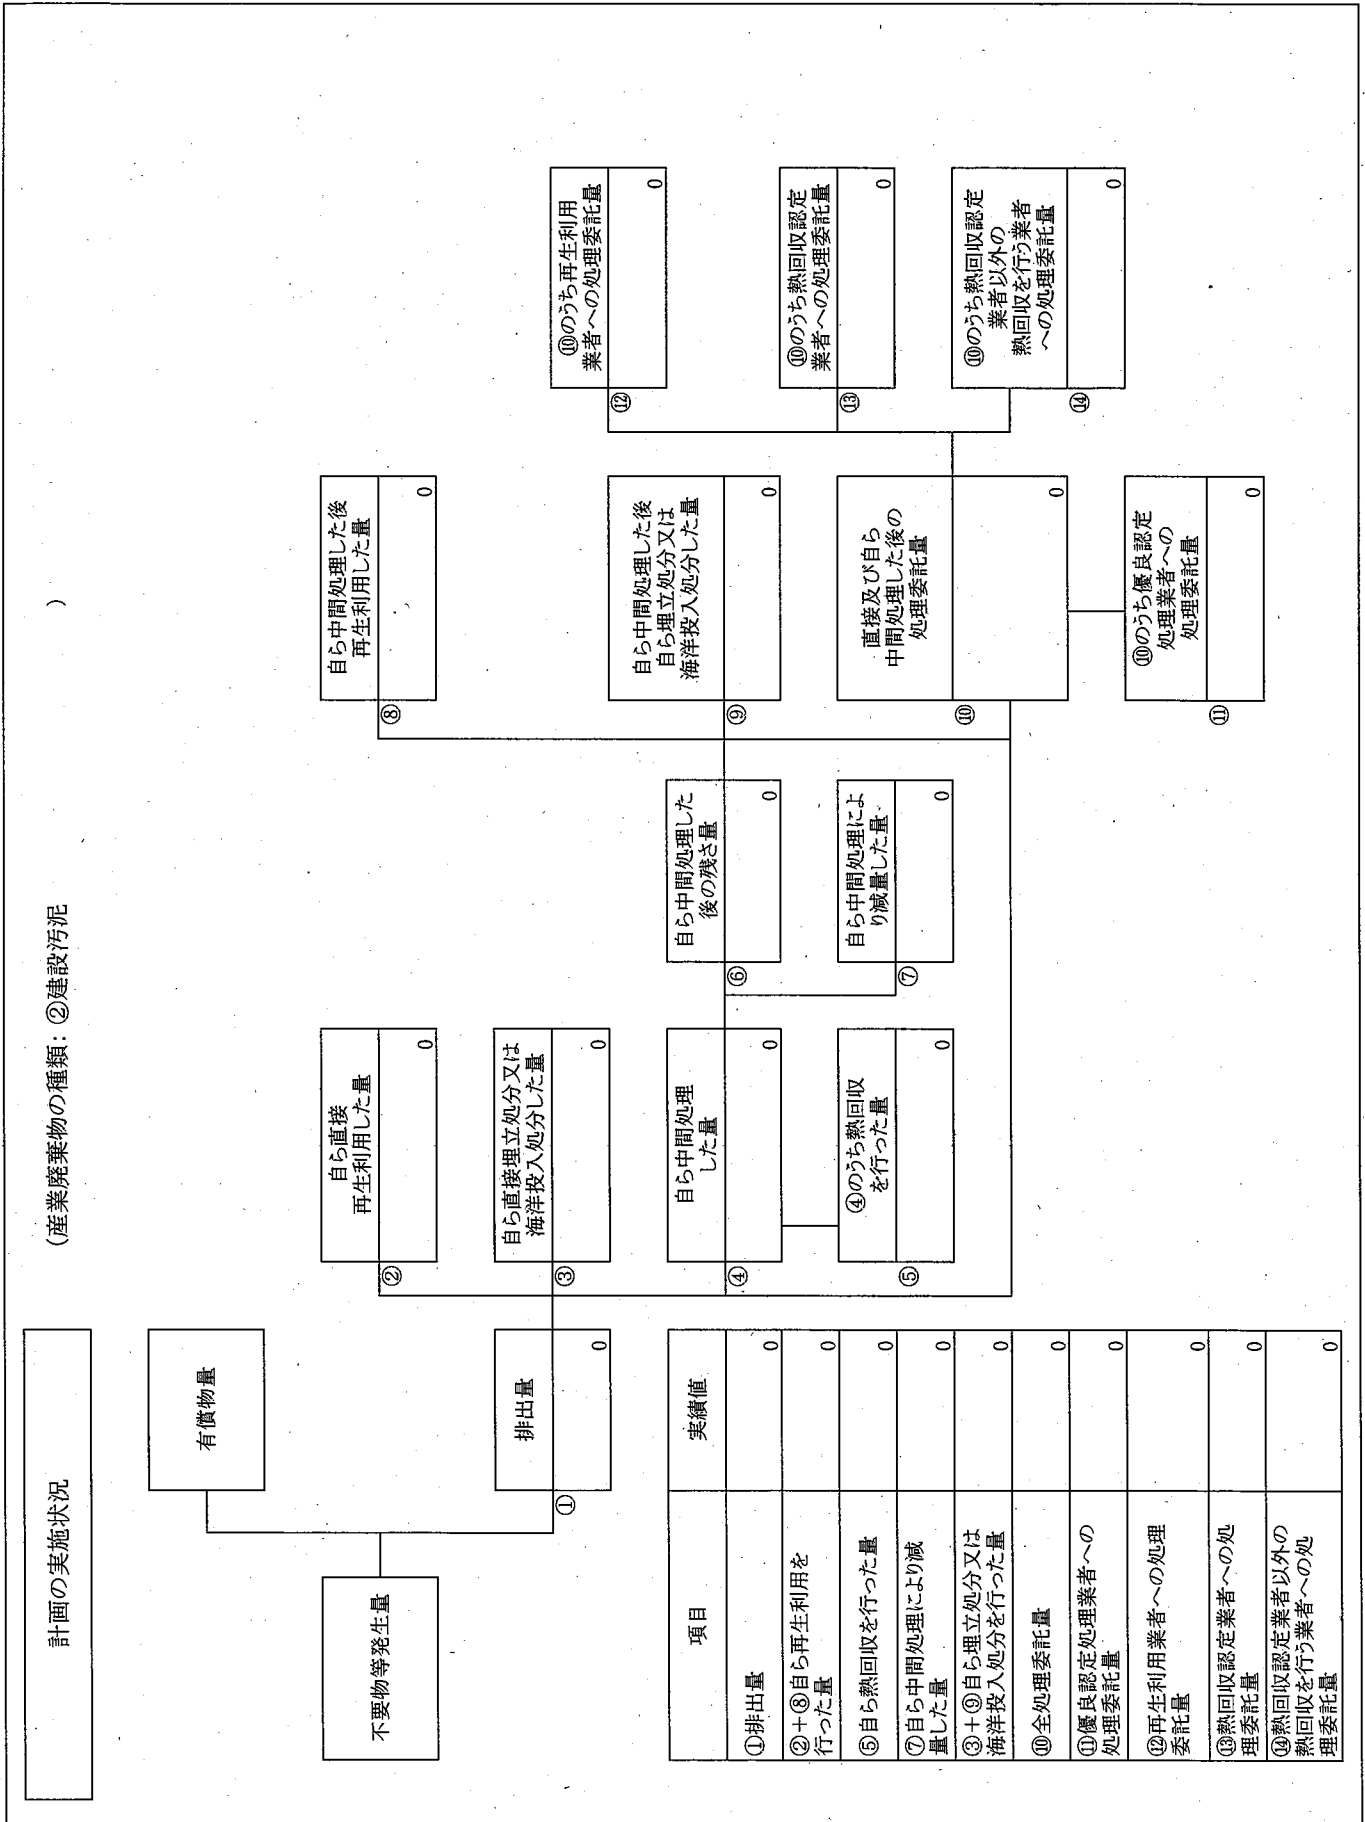 計画の実施状況
(産業廃棄物の種類: ②建設汚泥 )
不要物等発生量
有償物量
①
排出量
0
②
自ら直接
再生利用した量
0
③
自ら直接埋立処分又は
海洋投入処分した量
0
④
自ら中間処理
した量
0
⑤
④のうち熱回収
を行った量
0
⑥
自ら中間処理した
後の残さ量
0
⑦
自ら中間処理によ
り減量した量
0
⑧
自ら中間処理した後
再生利用した量
0
⑨
自ら中間処理した後
自ら埋立処分又は
海洋投入処分した量
0
⑩
直接及び自ら
中間処理した後の
処理委託量
0
⑪
⑩のうち優良認定
処理業者への
処理委託量
0
⑫
⑩のうち再生利用
業者への処理委託量
0
⑬
⑩のうち熱回収認定
業者への処理委託量
0
⑭
⑩のうち熱回収認定
業者以外の
熱回収を行う業者
への処理委託量
0
項目 実績値
①排出量 0
②+⑧自ら再生利用を
行った量 0
⑤自ら熱回収を行った量 0
⑦自ら中間処理により減
量した量 0
③+⑨自ら埋立処分又は
海洋投入処分を行った量 0
⑩全処理委託量 0
⑪優良認定処理業者への
処理委託量 0
⑫再生利用業者への処理
委託量 0
⑬熱回収認定業者への処
理委託量 0
⑭熱回収認定業者以外の
熱回収を行う業者への処
理委託量 0